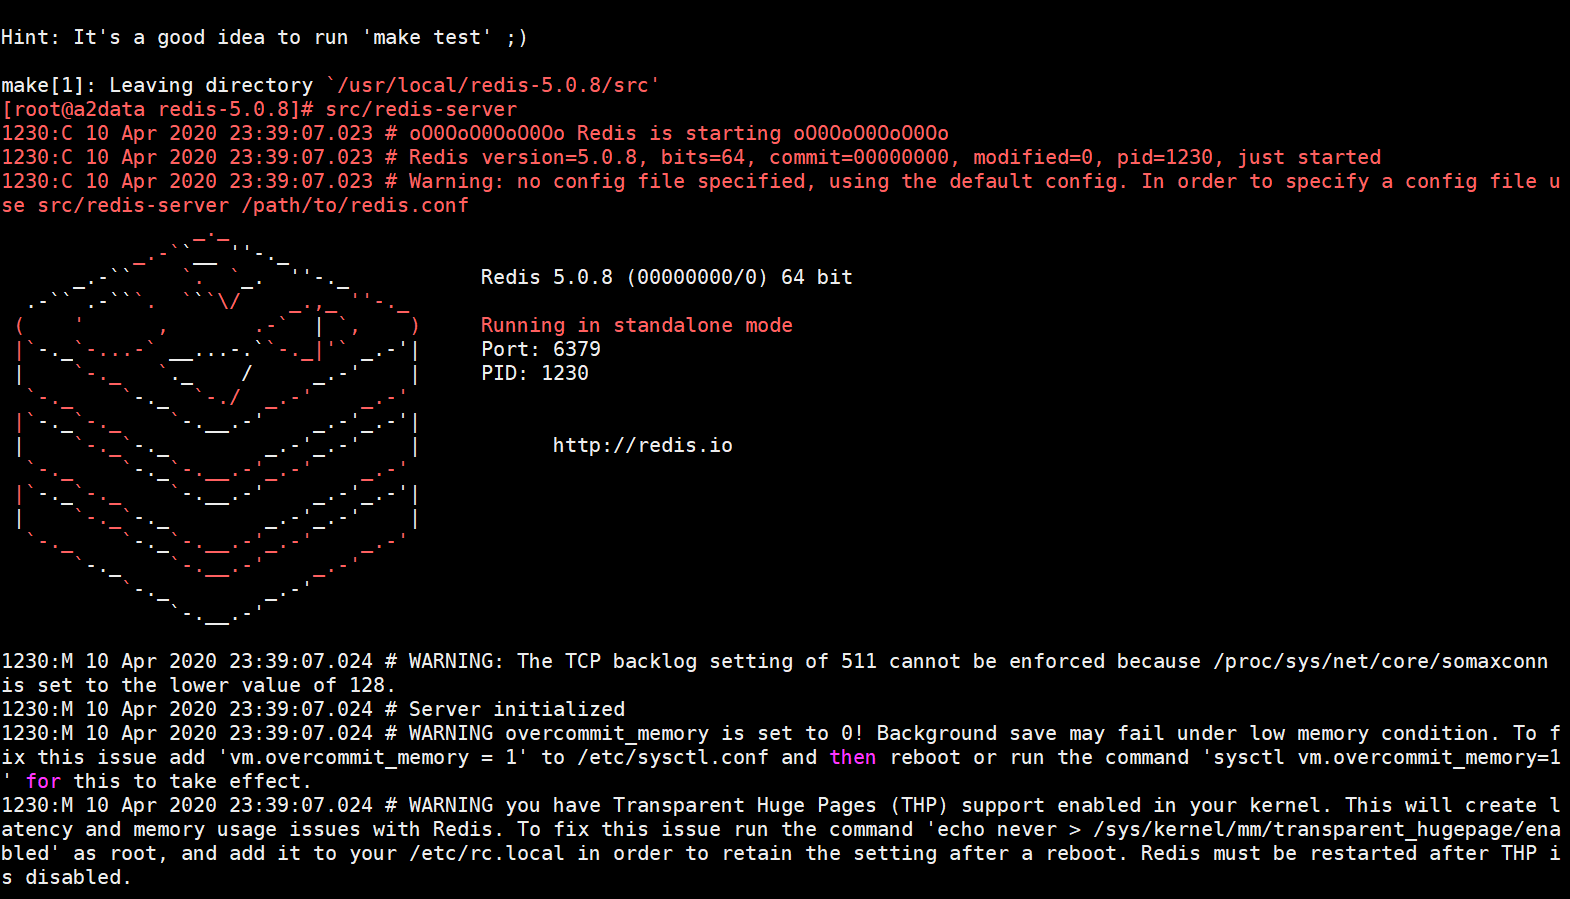 Hint: It's a good idea to run 'make test' ;)
make[1]: Leaving directory `/usr/local/redis-5.0.8/src'
[root@a2data redis-5.0.8]# src/redis-server
1230:C 10 Apr 2020 23:39:07.023 # oO0OoO0OoO0Oo Redis is starting oO0OoO0OoO0Oo
1230:C 10 Apr 2020 23:39:07.023 # Redis version=5.0.8, bits=64, commit=00000000, modified=0, pid=1230, just started
1230:C 10 Apr 2020 23:39:07.023 # Warning: no config file specified, using the default config. In order to specify a config file u
se src/redis-server /path/to/redis.conf
Redis 5.0.8 (00000000/0) 64 bit
Running in standalone mode
Port: 6379
PID: 1230
http://redis.io
1230:M 10 Apr 2020 23:39:07.024 # WARNING: The TCP backlog setting of 511 cannot be enforced because /proc/sys/net/core/somaxconn
is set to the lower value of 128.
1230:M 10 Apr 2020 23:39:07.024 # Server initialized
1230:M 10 Apr 2020 23:39:07.024 # WARNING overcommit_memory is set to 0! Background save may fail under low memory condition. To f
ix this issue add 'vm.overcommit_memory = 1' to /etc/sysctl.conf and then reboot or run the command 'sysctl vm.overcommit_memory=1
' for this to take effect.
1230:M 10 Apr 2020 23:39:07.024 # WARNING you have Transparent Huge Pages (THP) support enabled in your kernel. This will create l
atency and memory usage issues with Redis. To fix this issue run the command 'echo never > /sys/kernel/mm/transparent_hugepage/ena
bled' as root, and add it to your /etc/rc.local in order to retain the setting after a reboot. Redis must be restarted after THP i
s disabled.